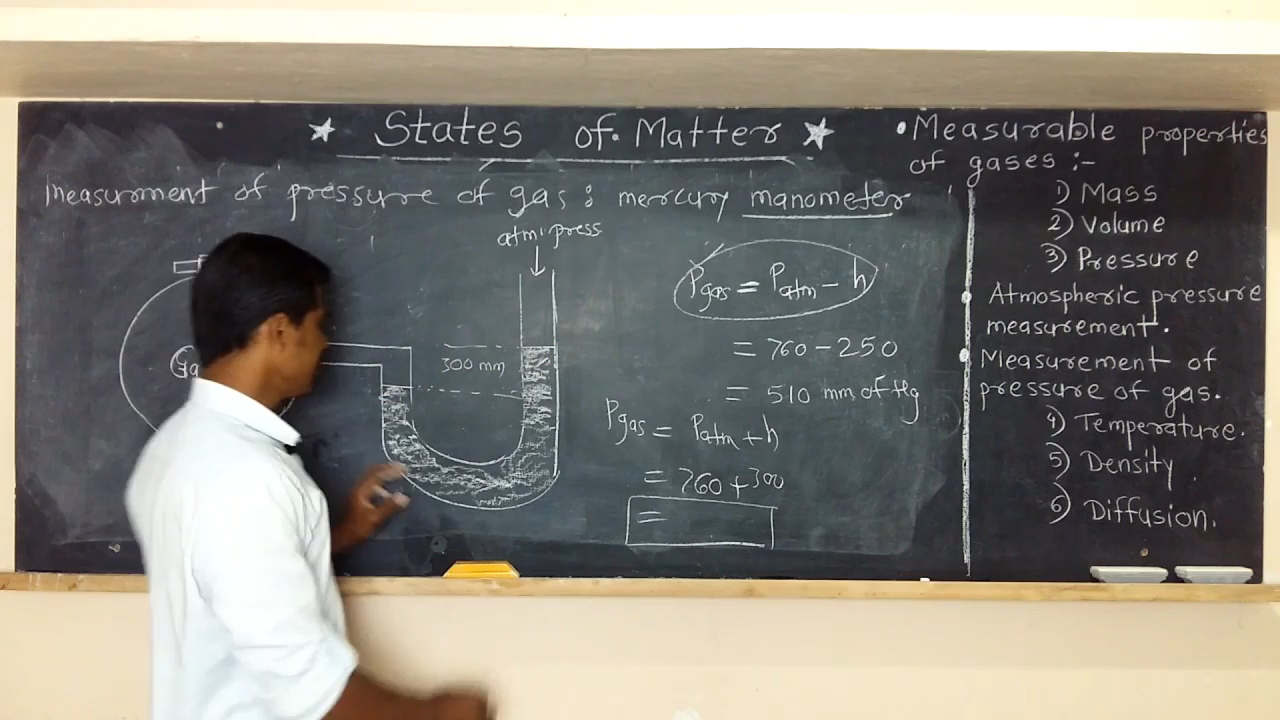 ★ States of Matter ★
Measurment of pressure of gas : mercury manometer
atm. press
300 mm
Pgas = Patm - h
= 760 - 250
= 510 mm of Hg
Pgas = Patm + h
= 760 + 300
=
• Measurable properties
of gases :-
1) Mass
2) Volume
3) Pressure
Atmospheric pressure
measurement.
Measurement of
pressure of gas.
4) Temperature.
5) Density.
6) Diffusion.